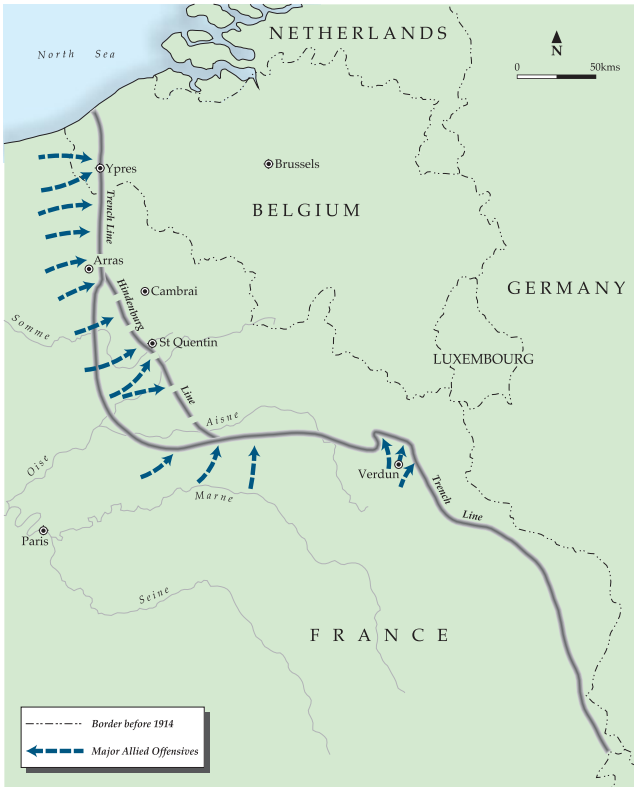 NETHERLANDS
North Sea
N
0 50kms
Ypres
Brussels
Trench Line
BELGIUM
Arras
Hindenburg
Cambrai
GERMANY
Somme
St Quentin
LUXEMBOURG
Line
Aisne
Oise
Verdun
Trench
Marne
Line
Paris
Seine
FRANCE
Border before 1914
Major Allied Offensives